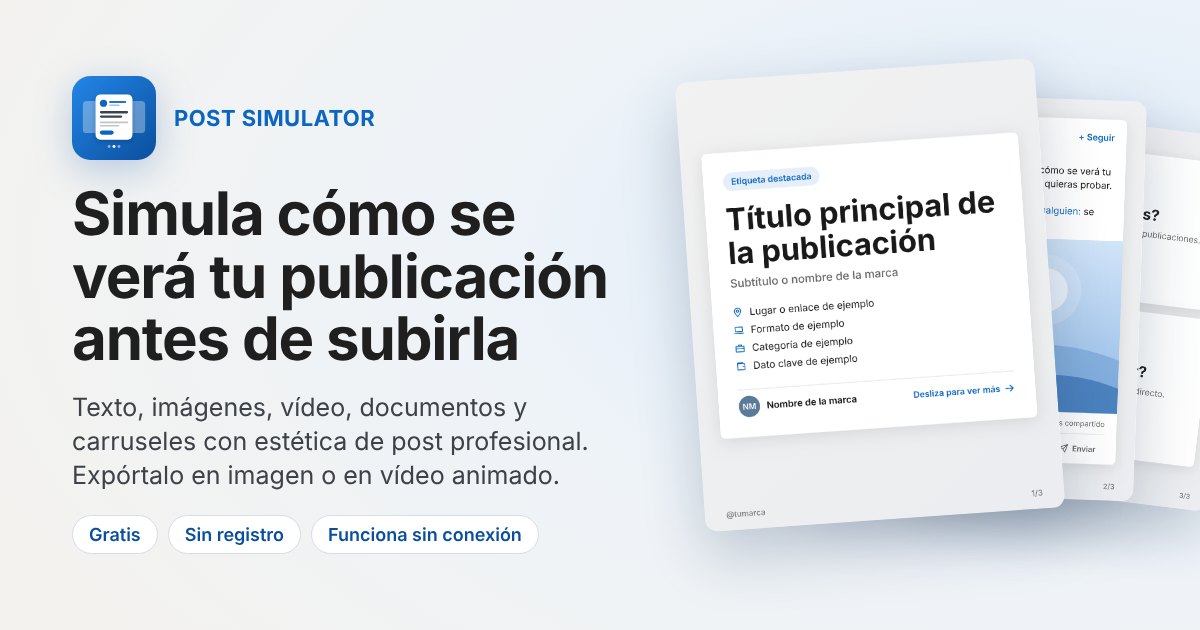 POST SIMULATOR
Simula cómo se
verá tu publicación
antes de subirla
Texto, imágenes, vídeo, documentos y
carruseles con estética de post profesional.
Expórtalo en imagen o en vídeo animado.
Gratis
Sin registro
Funciona sin conexión
Etiqueta destacada
Título principal de
la publicación
Subtítulo o nombre de la marca
Lugar o enlace de ejemplo
Formato de ejemplo
Categoría de ejemplo
Dato clave de ejemplo
NM
Nombre de la marca
Desliza para ver más →
@tumarca
1/3
+ Seguir
cómo se verá tu
quieras probar.
alguien: se
compartido
Enviar
2/3
s?
publicaciones.
?
directo.
3/3